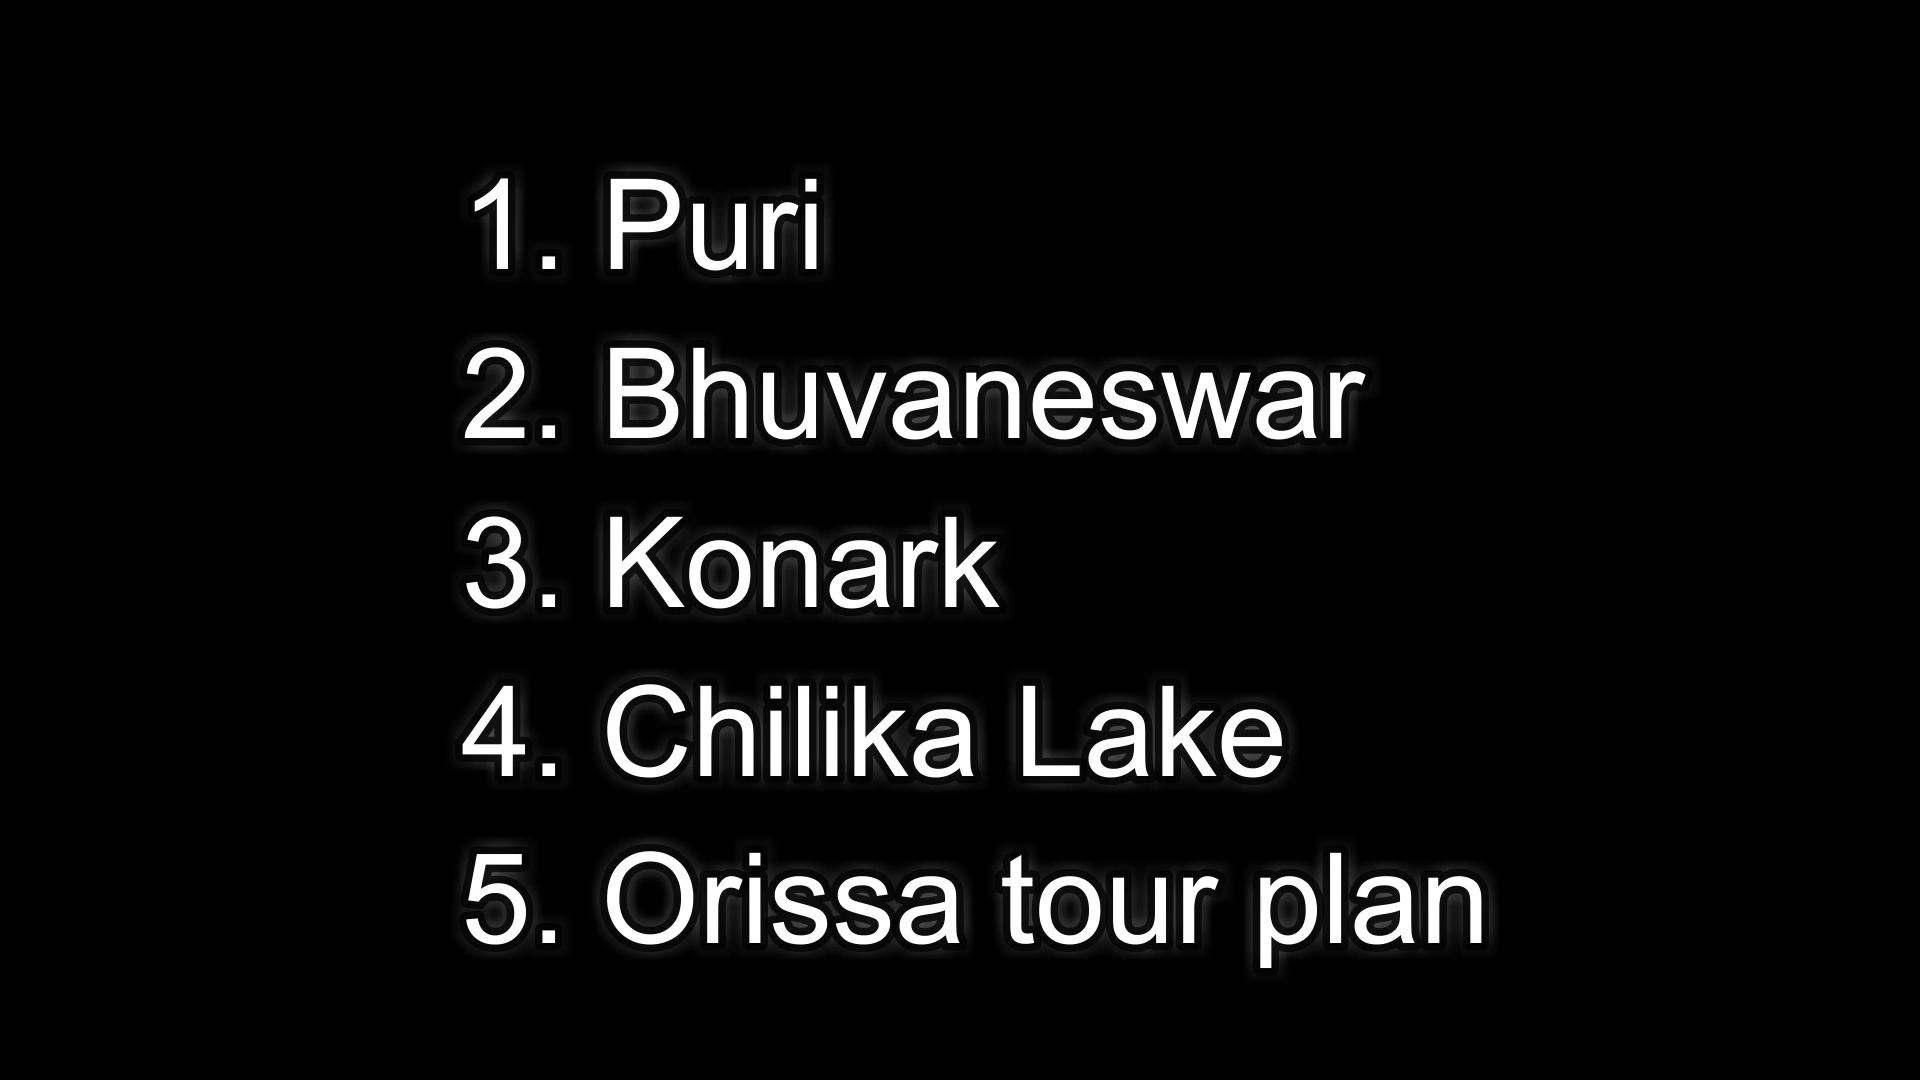 1. Puri
2. Bhuvaneswar
3. Konark
4. Chilika Lake
5. Orissa tour plan